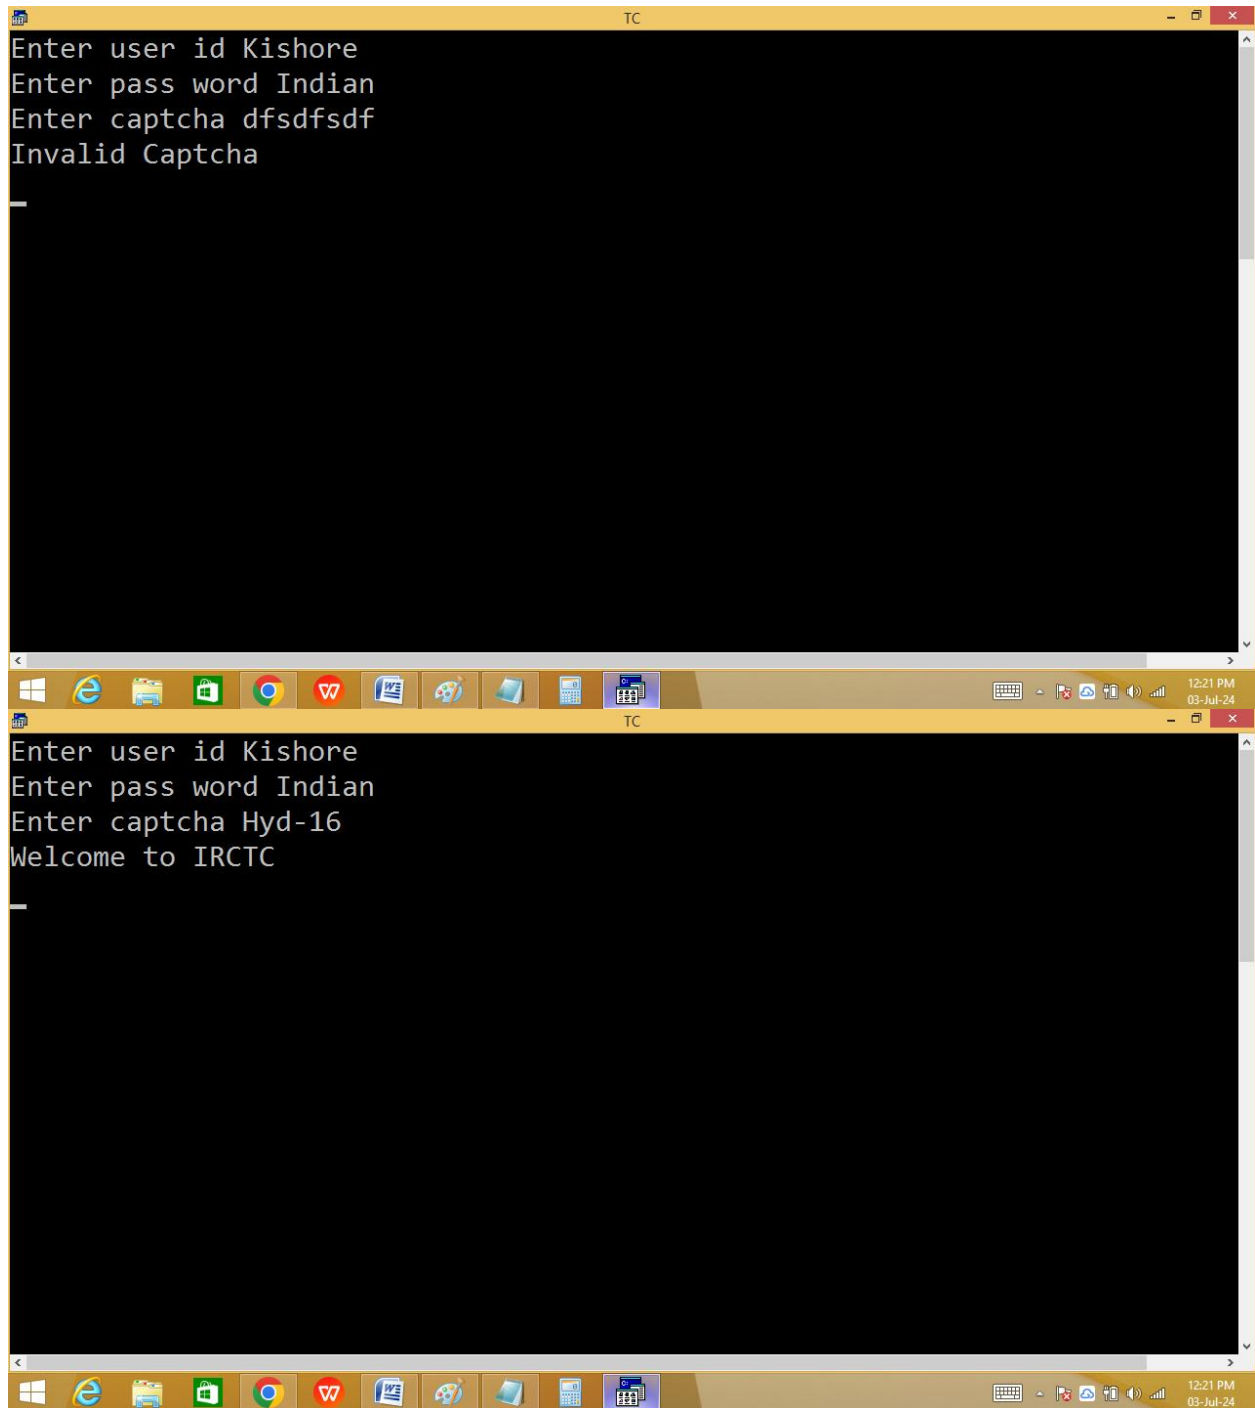 TC
Enter user id Kishore
Enter pass word Indian
Enter captcha dfsdfsdf
Invalid Captcha
12:21 PM
03-Jul-24
TC
Enter user id Kishore
Enter pass word Indian
Enter captcha Hyd-16
Welcome to IRCTC
12:21 PM
03-Jul-24